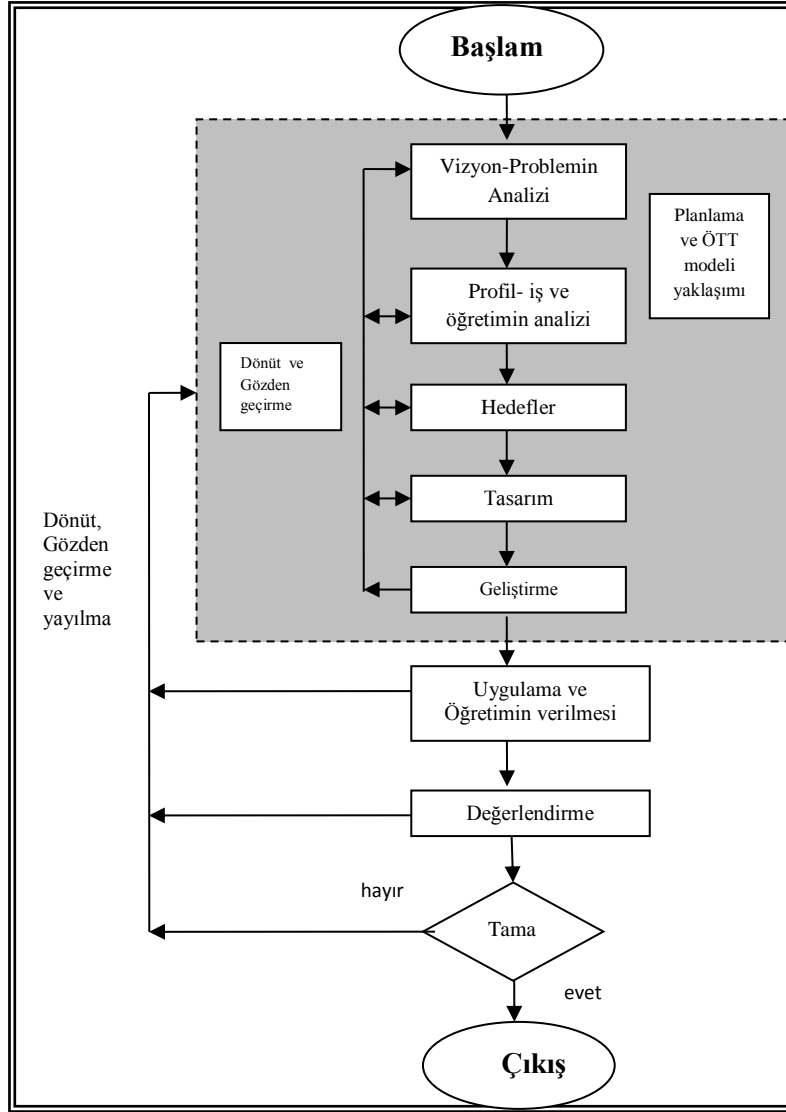 Başlam
Vizyon-Problemin
Analizi
Planlama
ve ÖTT
modeli
yaklaşımı
Profil- iş ve
öğretimin analizi
Dönüt  ve
Gözden
geçirme
Hedefler
Tasarım
Dönüt,
Gözden
geçirme
ve
yayılma
Geliştirme
Uygulama ve
Öğretimin verilmesi
Değerlendirme
hayır
Tama
evet
Çıkış